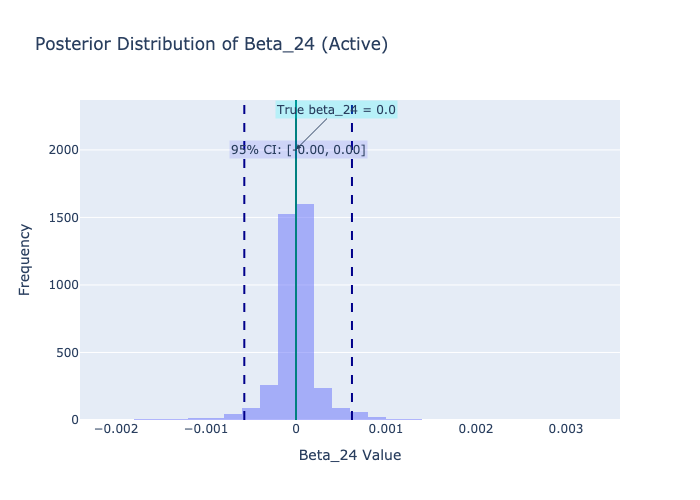 Posterior Distribution of Beta_24 (Active)
True beta_24 = 0.0
95% CI: [-0.00, 0.00]
2000
1500
1000
500
0
Frequency
−0.002
−0.001
0
0.001
0.002
0.003
Beta_24 Value